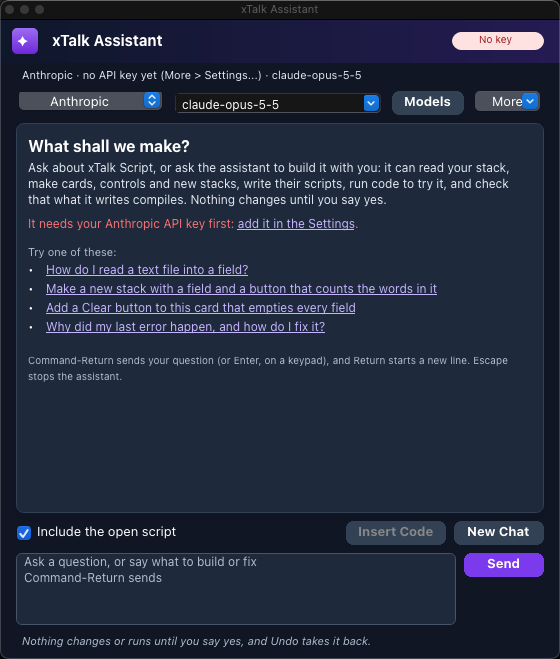 xTalk Assistant
xTalk Assistant
No key
Anthropic · no API key yet (More > Settings...) · claude-opus-5-5
Anthropic
claude-opus-5-5
Models
More
What shall we make?
Ask about xTalk Script, or ask the assistant to build it with you: it can read your stack,
make cards, controls and new stacks, write their scripts, run code to try it, and check
that what it writes compiles. Nothing changes until you say yes.
It needs your Anthropic API key first: add it in the Settings.
Try one of these:
• How do I read a text file into a field?
• Make a new stack with a field and a button that counts the words in it
• Add a Clear button to this card that empties every field
• Why did my last error happen, and how do I fix it?
Command-Return sends your question (or Enter, on a keypad), and Return starts a new line. Escape
stops the assistant.
Include the open script
Insert Code
New Chat
Ask a question, or say what to build or fix
Command-Return sends
Send
Nothing changes or runs until you say yes, and Undo takes it back.